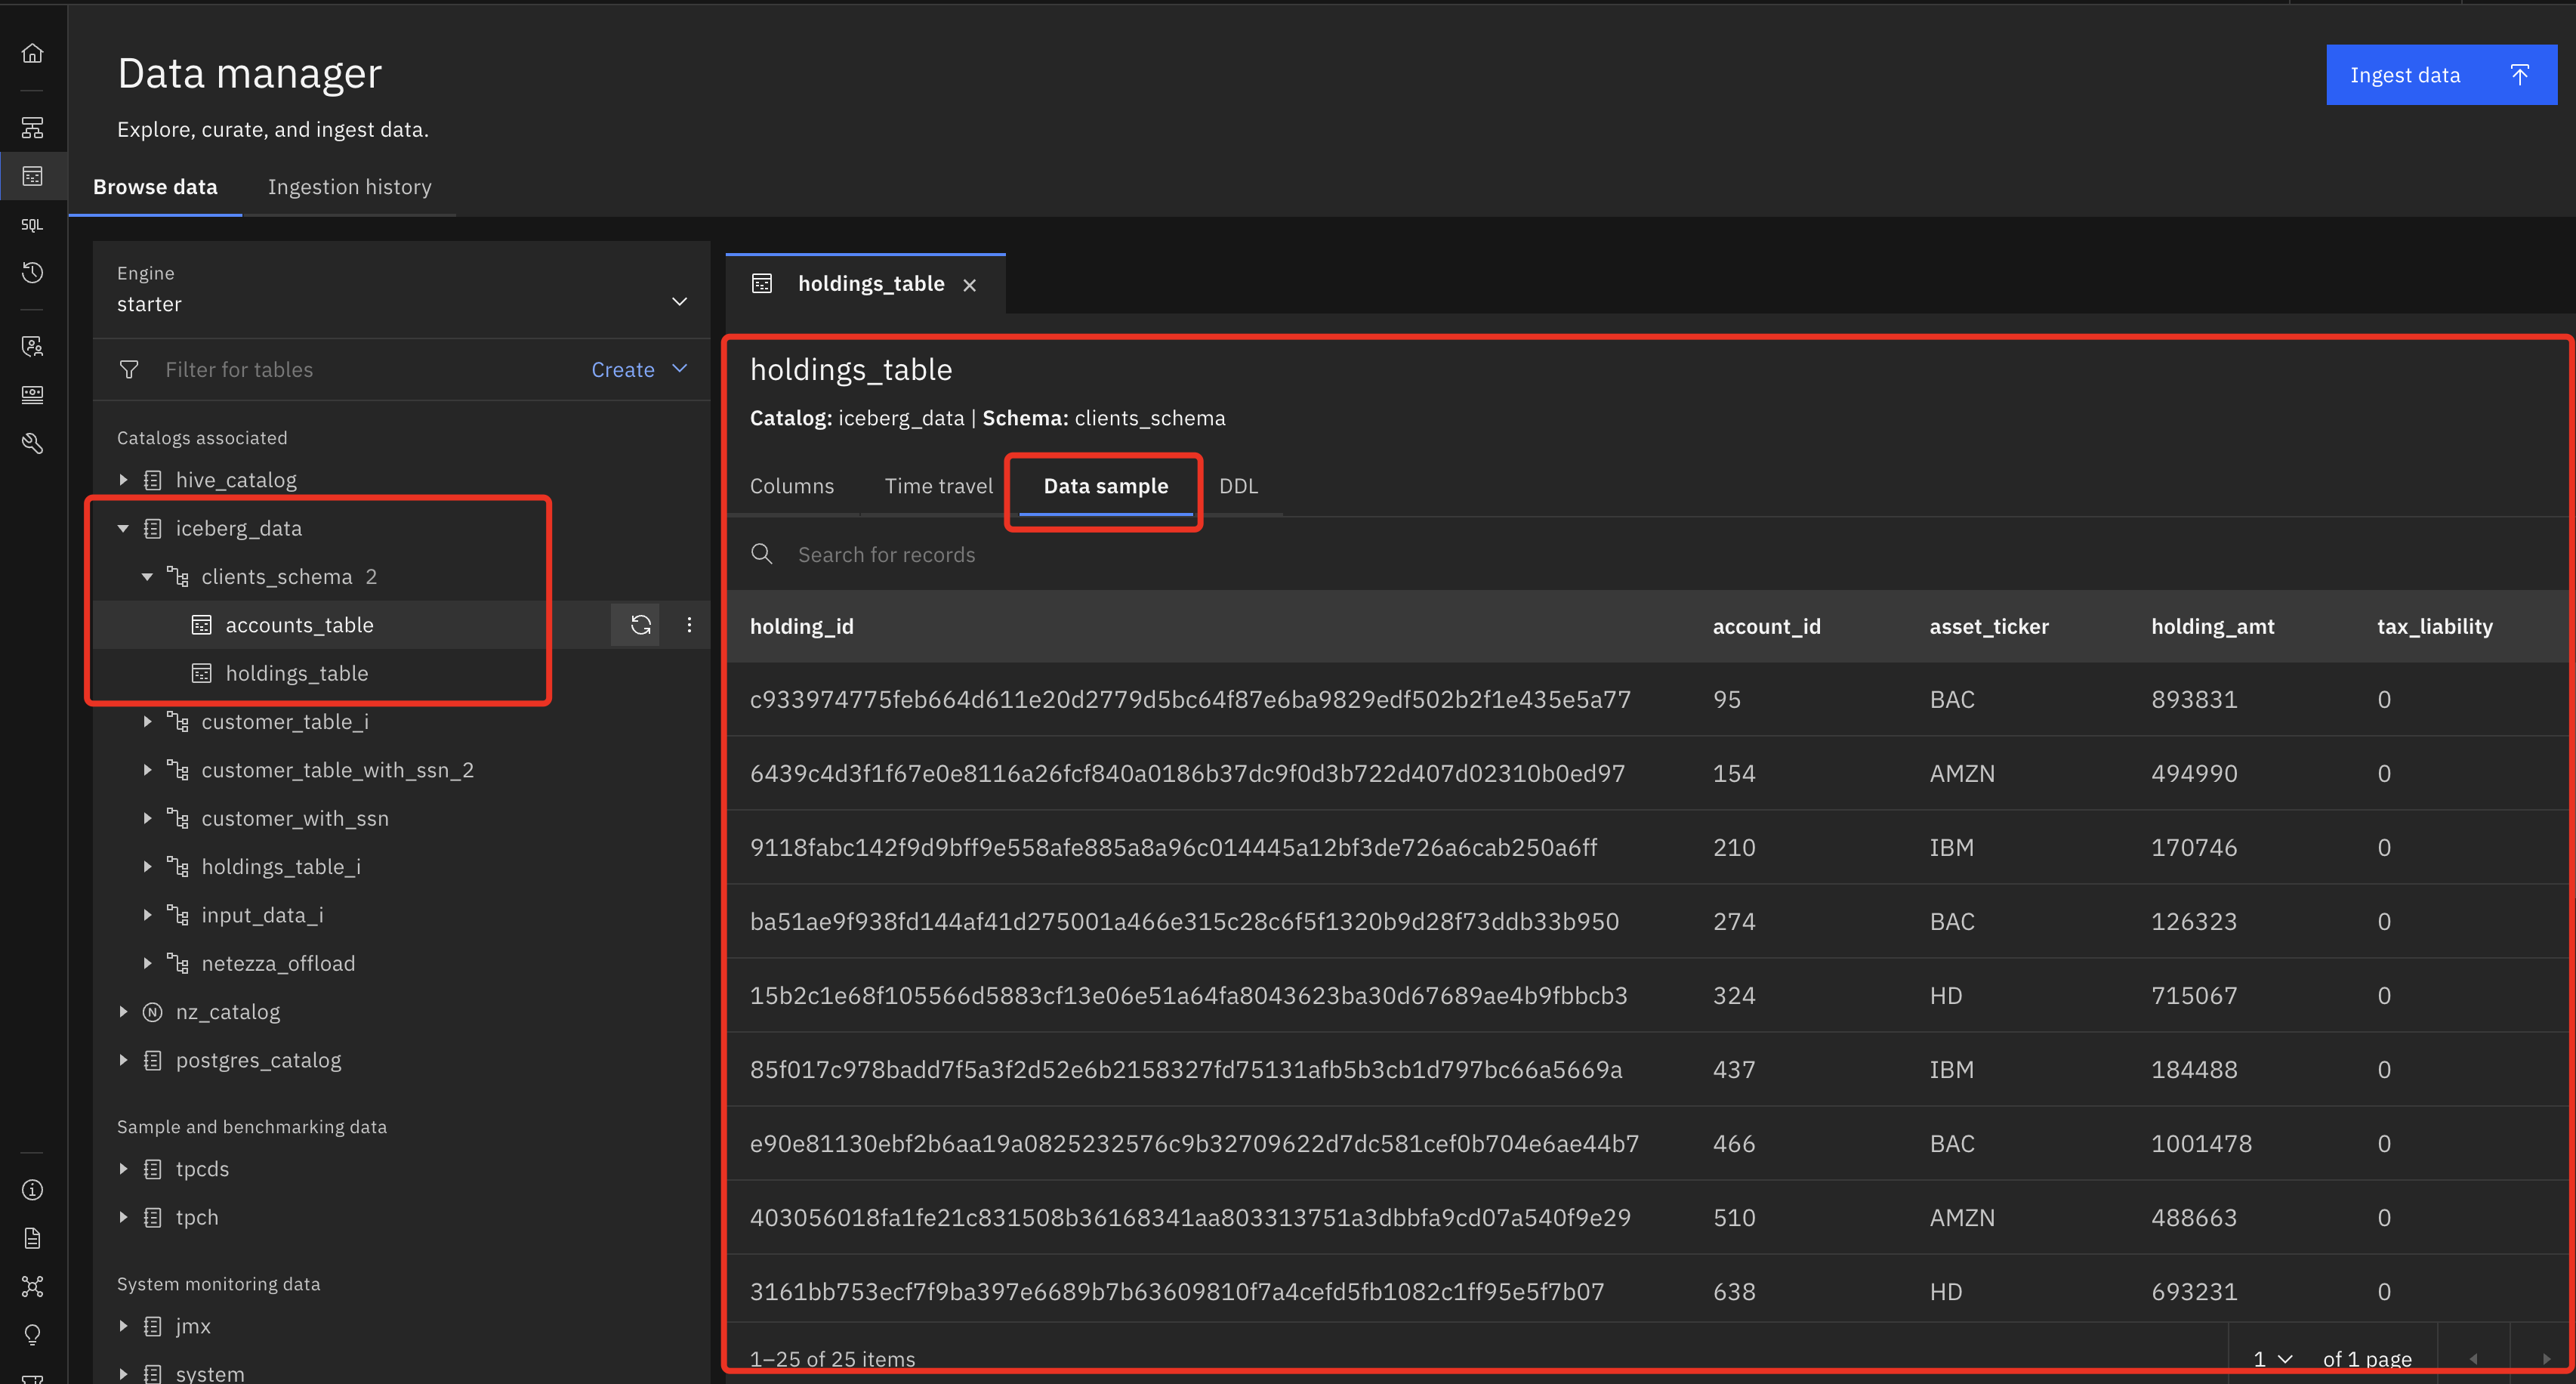 Data manager
Explore, curate, and ingest data.
Ingest data
Browse data
Ingestion history
SQL
Engine
starter
Filter for tables
Create
Catalogs associated
hive_catalog
iceberg_data
clients_schema 2
accounts_table
holdings_table
customer_table_i
customer_table_with_ssn_2
customer_with_ssn
holdings_table_i
input_data_i
netezza_offload
N nz_catalog
postgres_catalog
Sample and benchmarking data
tpcds
tpch
System monitoring data
jmx
system
holdings_table
holdings_table
Catalog: iceberg_data | Schema: clients_schema
Columns Time travel Data sample DDL
Search for records
holding_id account_id asset_ticker holding_amt tax_liability
c933974775feb664d611e20d2779d5bc64f87e6ba9829edf502b2f1e435e5a77 95 BAC 893831 0
6439c4d3f1f67e0e8116a26fcf840a0186b37dc9f0d3b722d407d02310b0ed97 154 AMZN 494990 0
9118fabc142f9d9bff9e558afe885a8a96c014445a12bf3de726a6cab250a6ff 210 IBM 170746 0
ba51ae9f938fd144af41d275001a466e315c28c6f5f1320b9d28f73ddb33b950 274 BAC 126323 0
15b2c1e68f105566d5883cf13e06e51a64fa8043623ba30d67689ae4b9fbbcb3 324 HD 715067 0
85f017c978badd7f5a3f2d52e6b2158327fd75131afb5b3cb1d797bc66a5669a 437 IBM 184488 0
e90e81130ebf2b6aa19a0825232576c9b32709622d7dc581cef0b704e6ae44b7 466 BAC 1001478 0
403056018fa1fe21c831508b36168341aa803313751a3dbbfa9cd07a540f9e29 510 AMZN 488663 0
3161bb753ecf7f9ba397e6689b7b63609810f7a4cefd5fb1082c1ff95e5f7b07 638 HD 693231 0
1–25 of 25 items
1 of 1 page